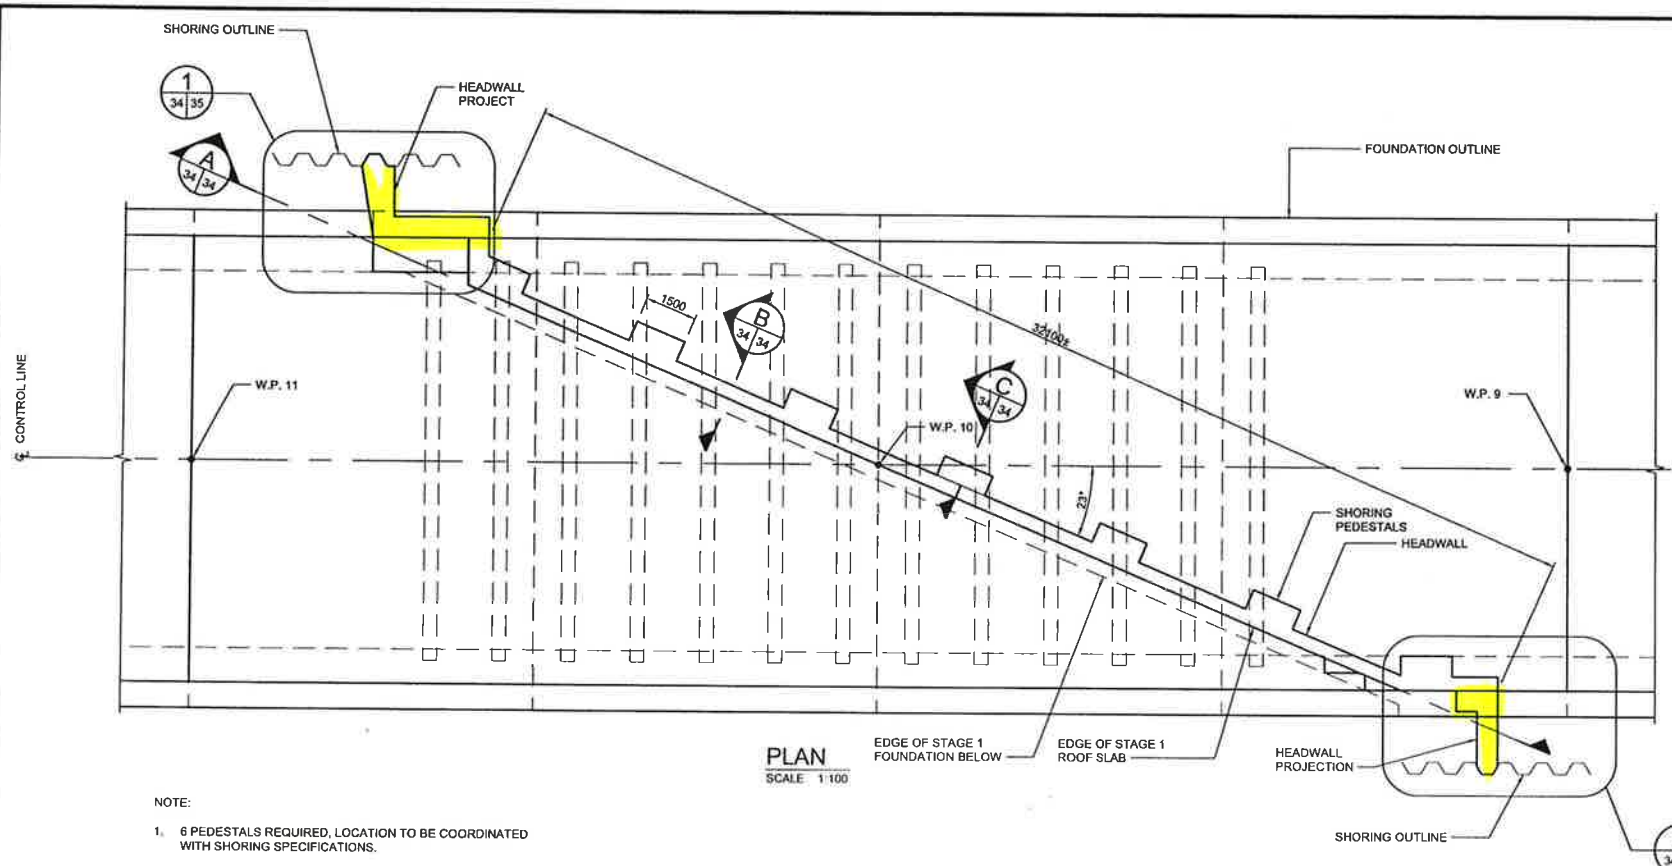 SHORING OUTLINE
1
34 35
HEADWALL
PROJECT
A
34 34
FOUNDATION OUTLINE
1500
B
34 34
32100±
℄ CONTROL LINE
W.P. 11
C
34 34
W.P. 10
W.P. 9
23°
SHORING
PEDESTALS
HEADWALL
PLAN
SCALE 1:100
EDGE OF STAGE 1
FOUNDATION BELOW
EDGE OF STAGE 1
ROOF SLAB
HEADWALL
PROJECTION
SHORING OUTLINE
NOTE:
1. 6 PEDESTALS REQUIRED, LOCATION TO BE COORDINATED
WITH SHORING SPECIFICATIONS.